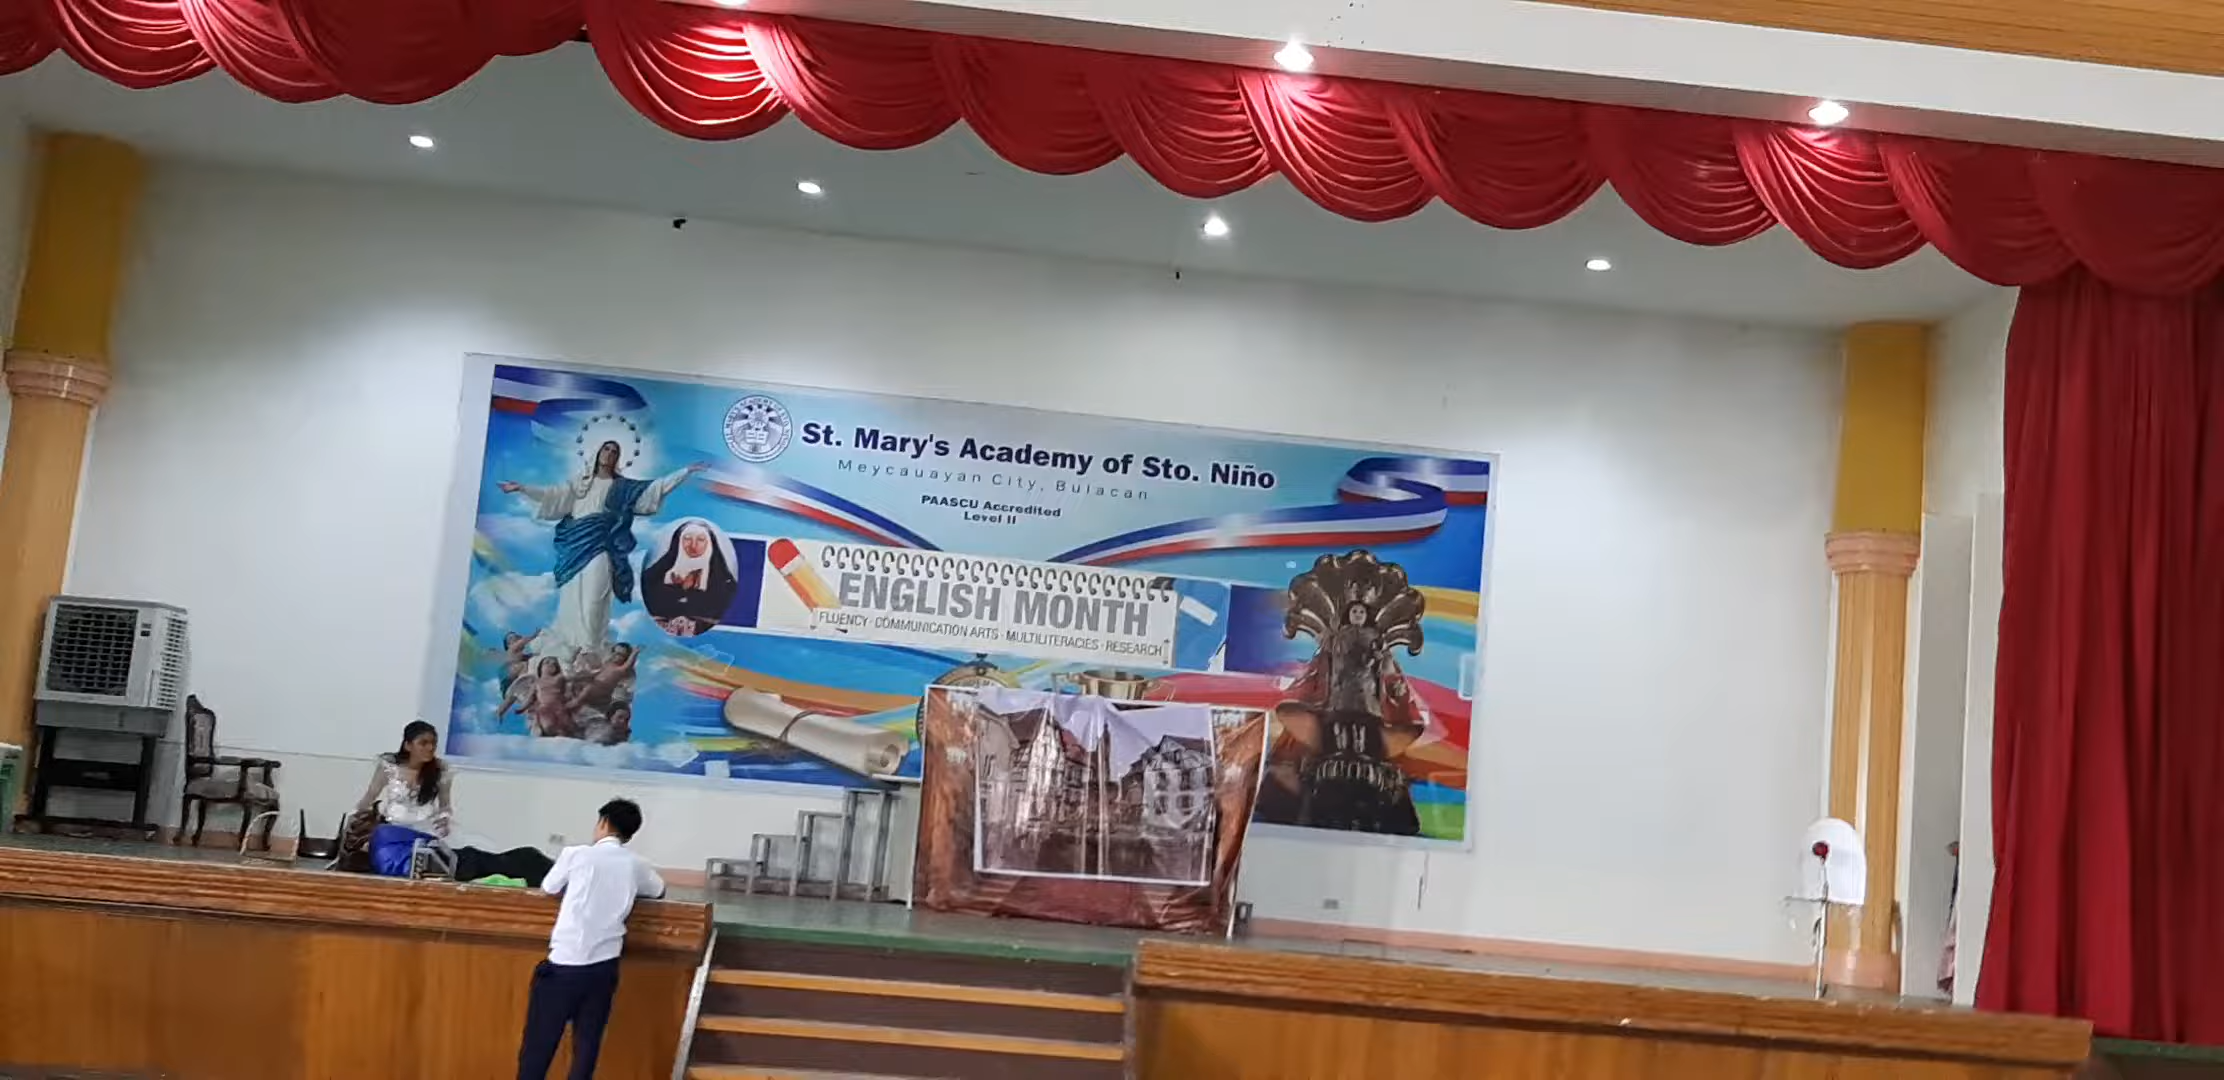 St. Mary's Academy of Sto. Niño
Meycauayan City, Bulacan
PAASCU Accredited
Level II
ENGLISH MONTH
FLUENCY · COMMUNICATION ARTS · MULTILITERACIES · RESEARCH